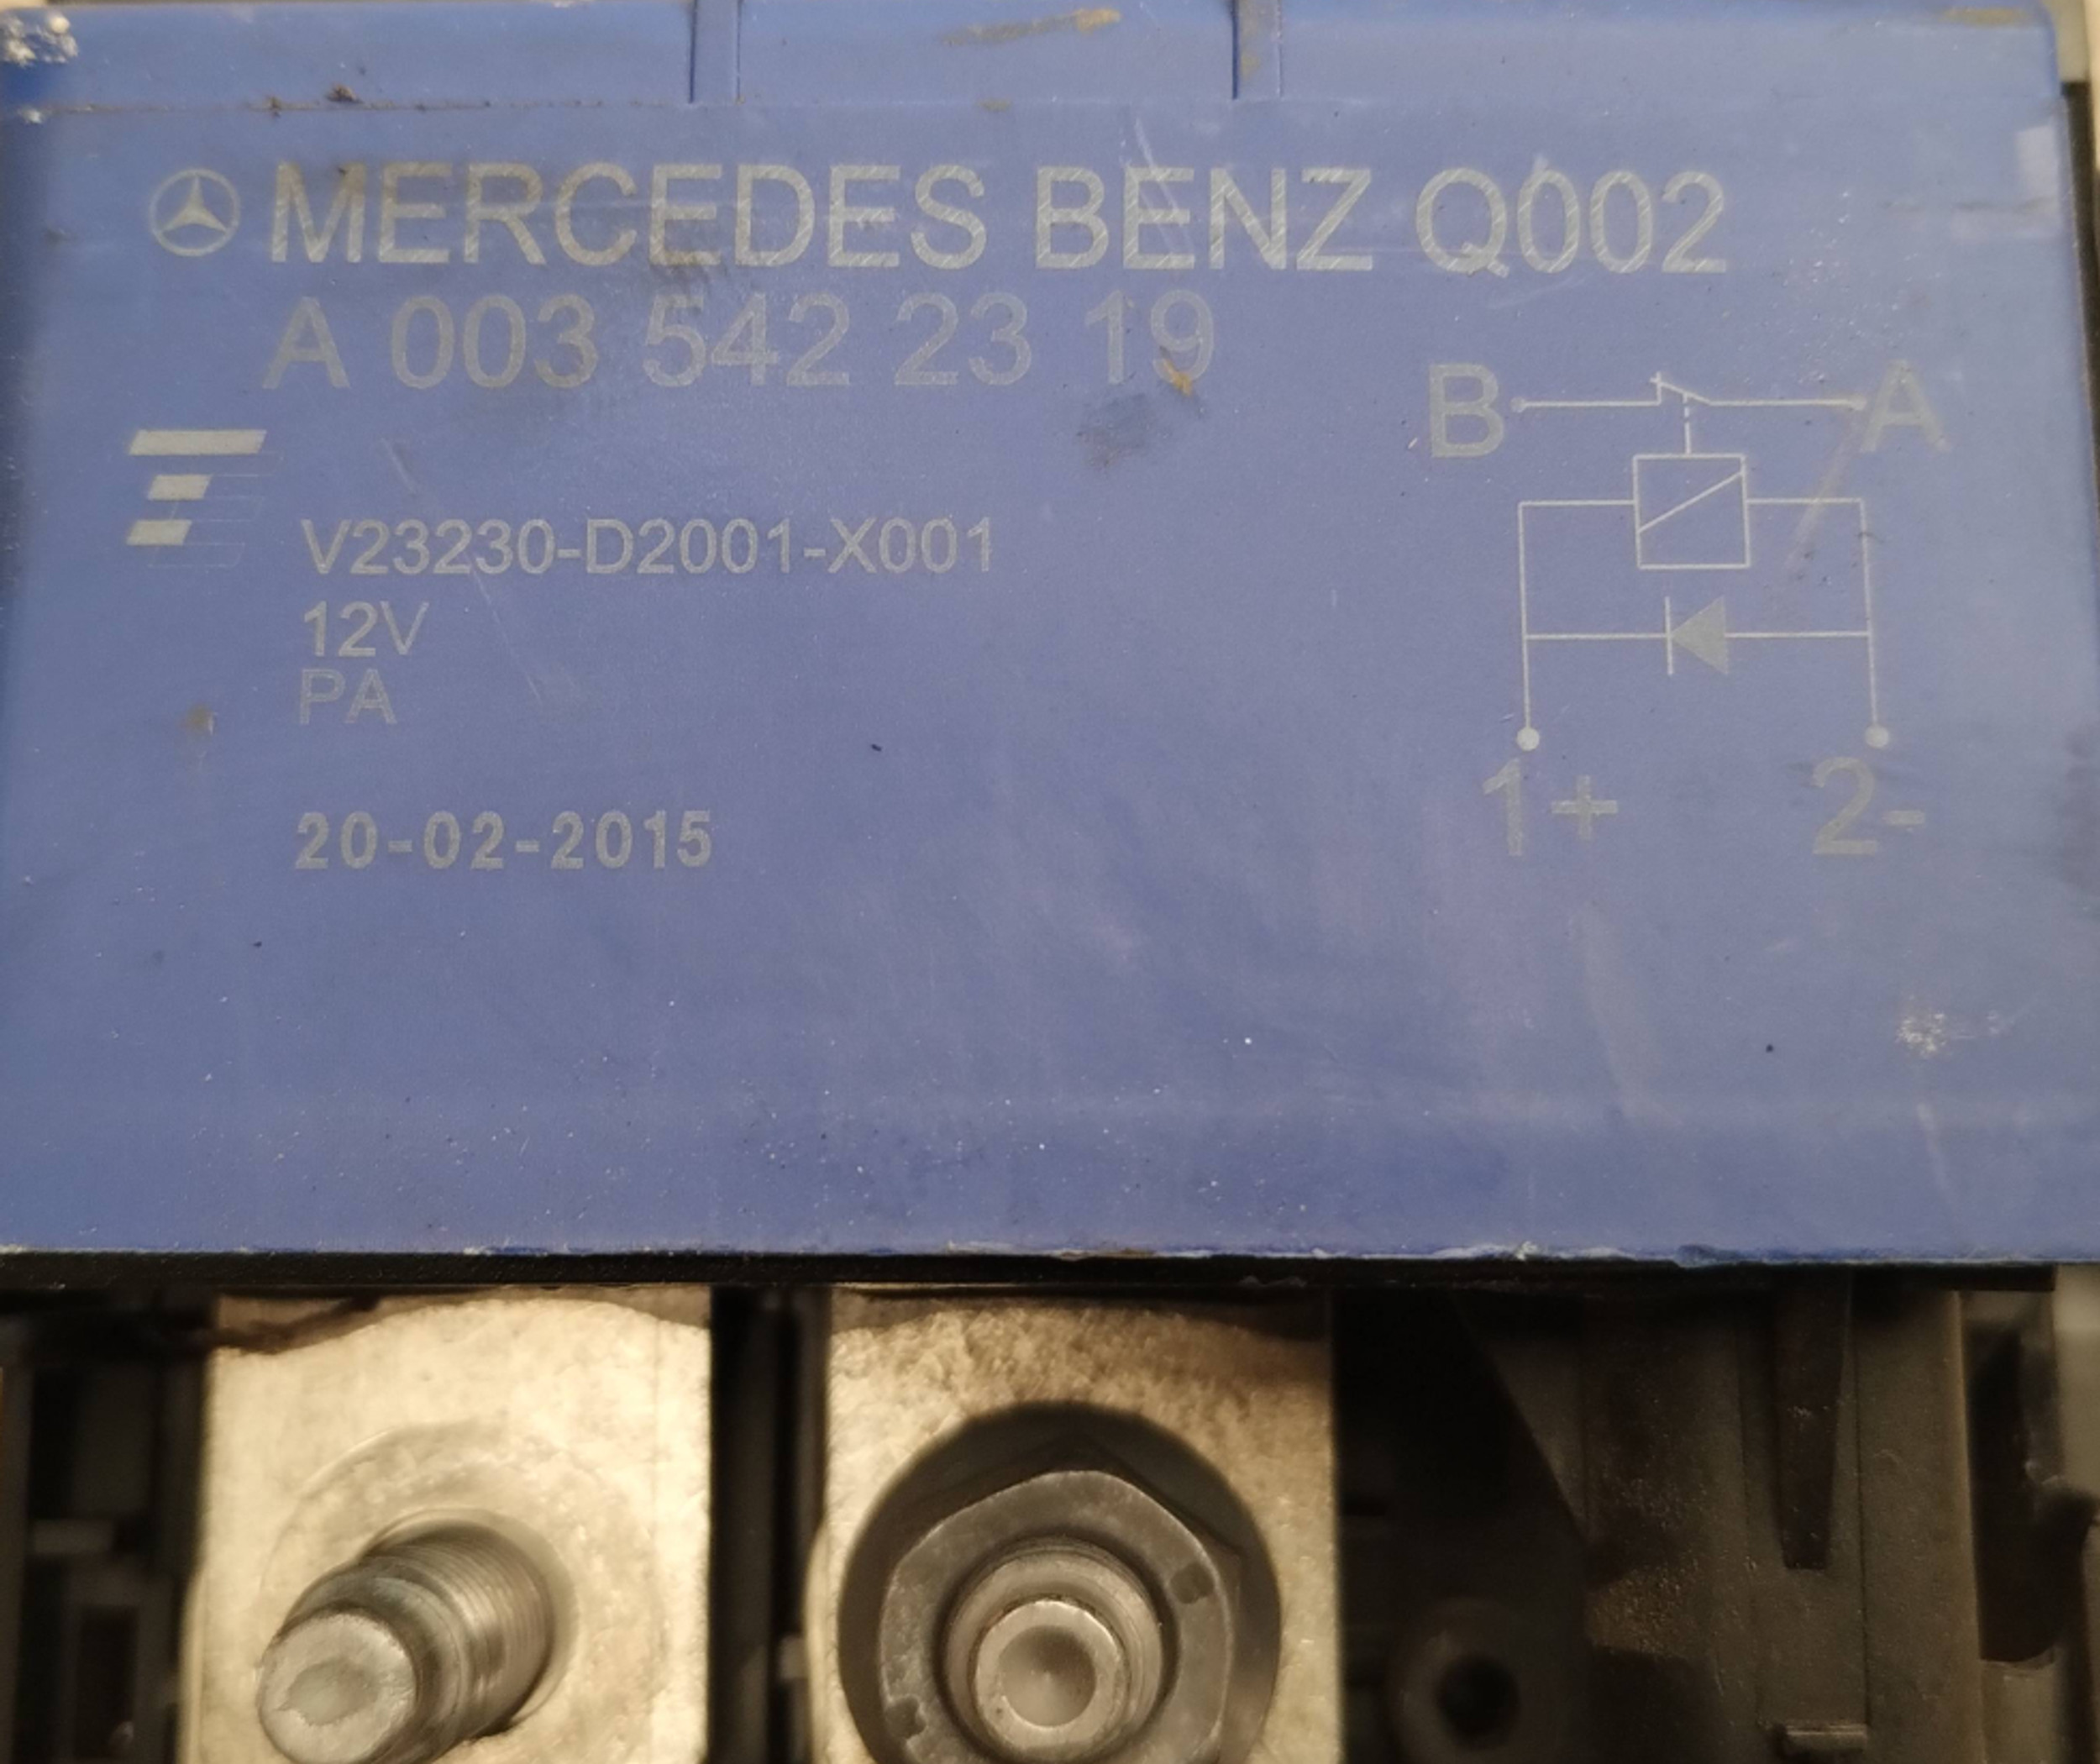 MERCEDES BENZ Q002
A 003 542 23 19
B A
V23230-D2001-X001
12V
PA
1+ 2-
20-02-2015